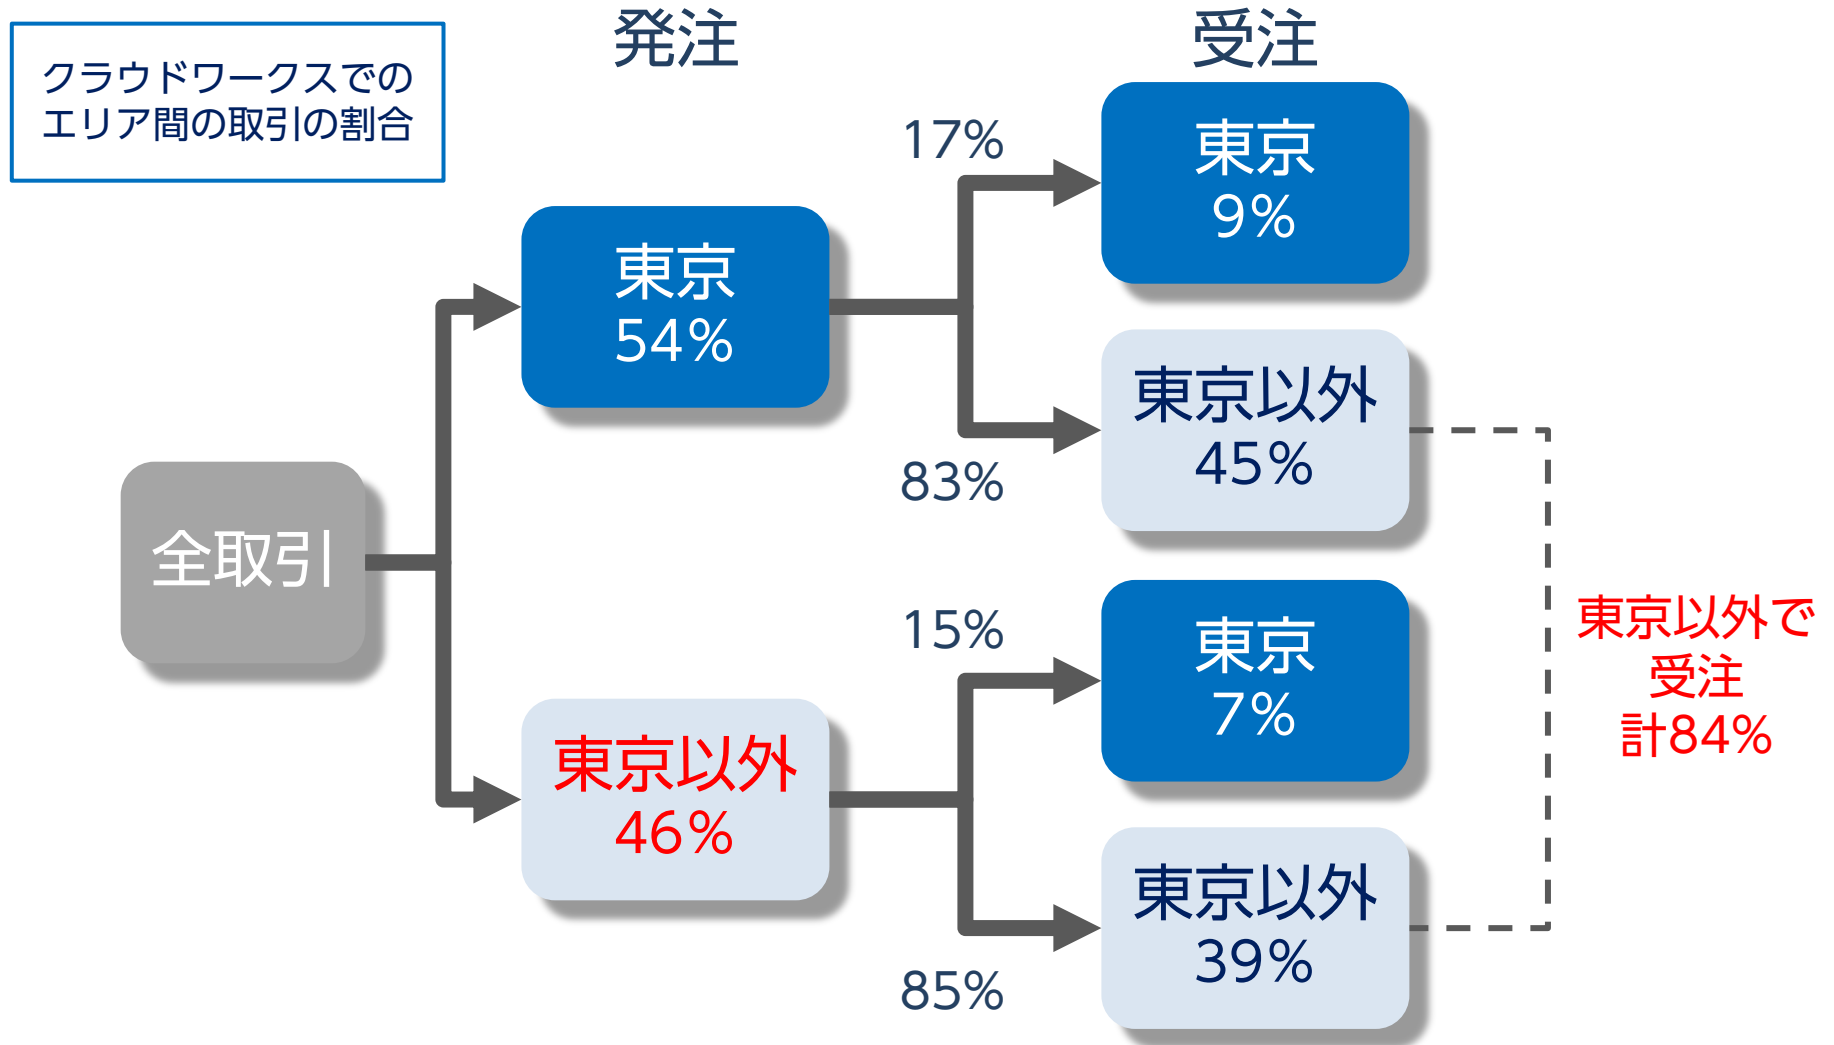 クラウドワークスでの
エリア間の取引の割合
発注
受注
全取引
東京
54%
東京以外
46%
17%
83%
15%
85%
東京
9%
東京以外
45%
東京
7%
東京以外
39%
東京以外で
受注
計84%